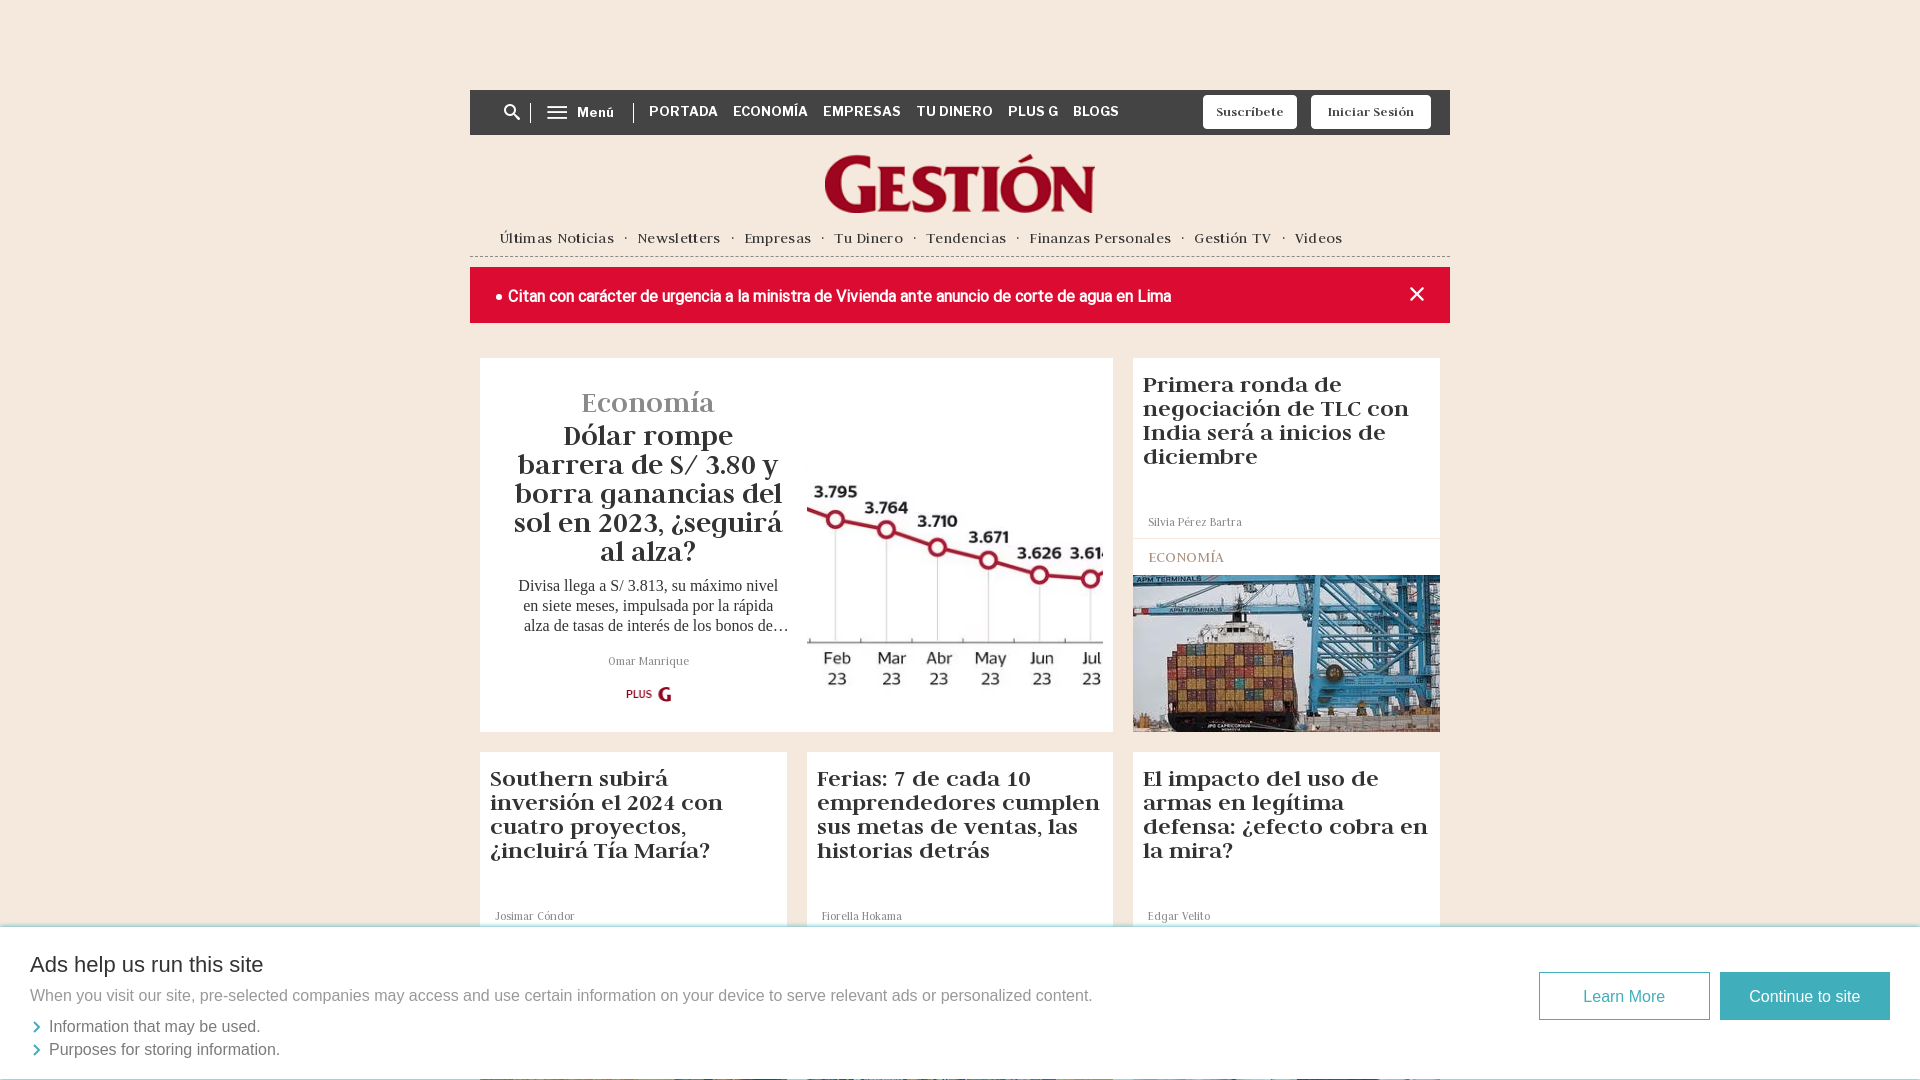 Menú
PORTADA
ECONOMÍA
EMPRESAS
TU DINERO
PLUS G
BLOGS
Suscríbete
Iniciar Sesión
GESTIÓN
Últimas Noticias · Newsletters · Empresas · Tu Dinero · Tendencias · Finanzas Personales · Gestión TV · Videos
• Citan con carácter de urgencia a la ministra de Vivienda ante anuncio de corte de agua en Lima
Economía
Dólar rompe
barrera de S/ 3.80 y
borra ganancias del
sol en 2023, ¿seguirá
al alza?
Divisa llega a S/ 3.813, su máximo nivel
en siete meses, impulsada por la rápida
alza de tasas de interés de los bonos de…
Omar Manrique
PLUS G
3.795
3.764
3.710
3.671
3.626
3.614
Feb Mar Abr May Jun Jul
23 23 23 23 23 23
Primera ronda de
negociación de TLC con
India será a inicios de
diciembre
Silvia Pérez Bartra
ECONOMÍA
APM TERMINALS
APM TERMINALS
Southern subirá
inversión el 2024 con
cuatro proyectos,
¿incluirá Tía María?
Josimar Cóndor
Ferias: 7 de cada 10
emprendedores cumplen
sus metas de ventas, las
historias detrás
Fiorella Hokama
El impacto del uso de
armas en legítima
defensa: ¿efecto cobra en
la mira?
Edgar Velito
Ads help us run this site
When you visit our site, pre-selected companies may access and use certain information on your device to serve relevant ads or personalized content.
Information that may be used.
Purposes for storing information.
Learn More
Continue to site